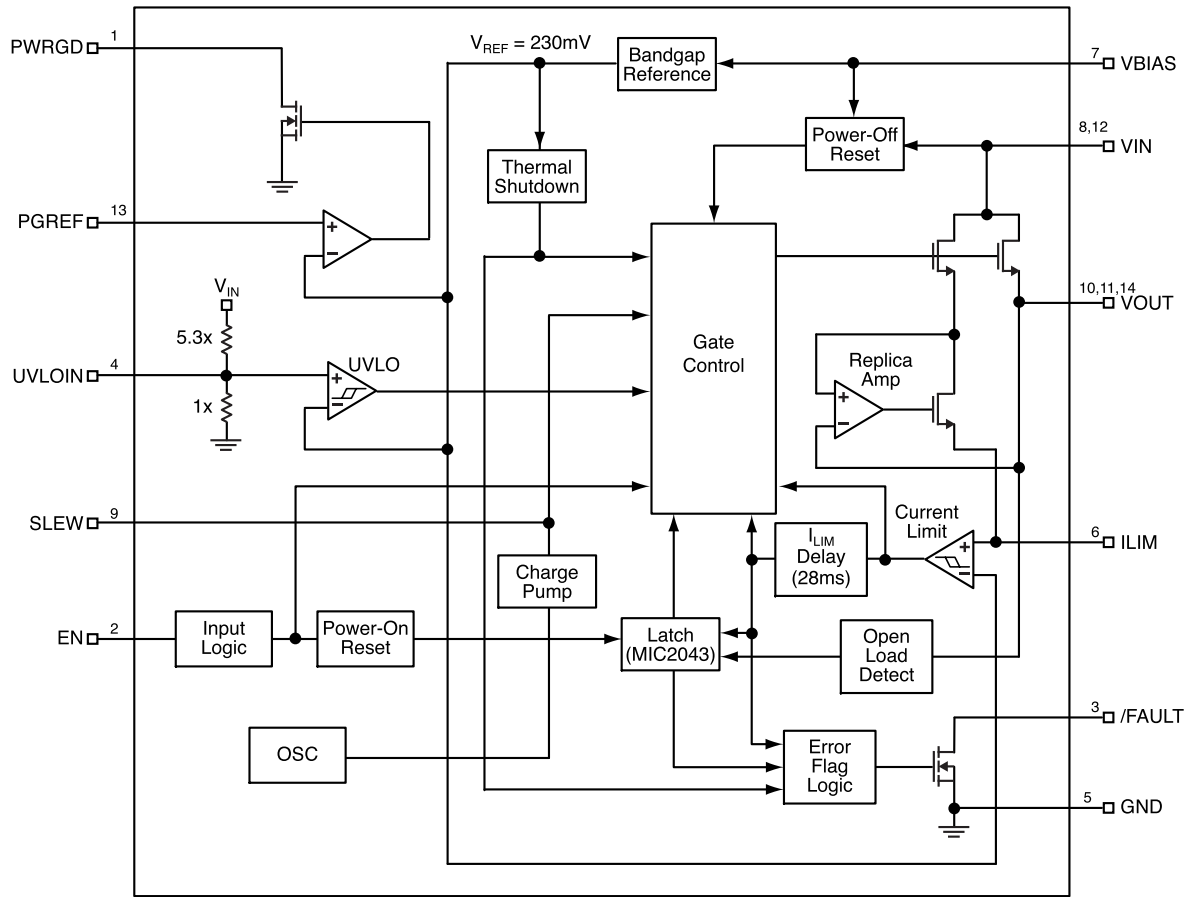 1
PWRGD
V_REF = 230mV
Bandgap
Reference
7
VBIAS
8,12
VIN
Power-Off
Reset
Thermal
Shutdown
13
PGREF
+
–
10,11,14
VOUT
V_IN
5.3x
4
UVLOIN
1x
UVLO
+
–
Gate
Control
Replica
Amp
+
–
9
SLEW
Current
Limit
+
–
6
ILIM
I_LIM
Delay
(28ms)
Charge
Pump
2
EN
Input
Logic
Power-On
Reset
Latch
(MIC2043)
Open
Load
Detect
3
/FAULT
OSC
Error
Flag
Logic
5
GND